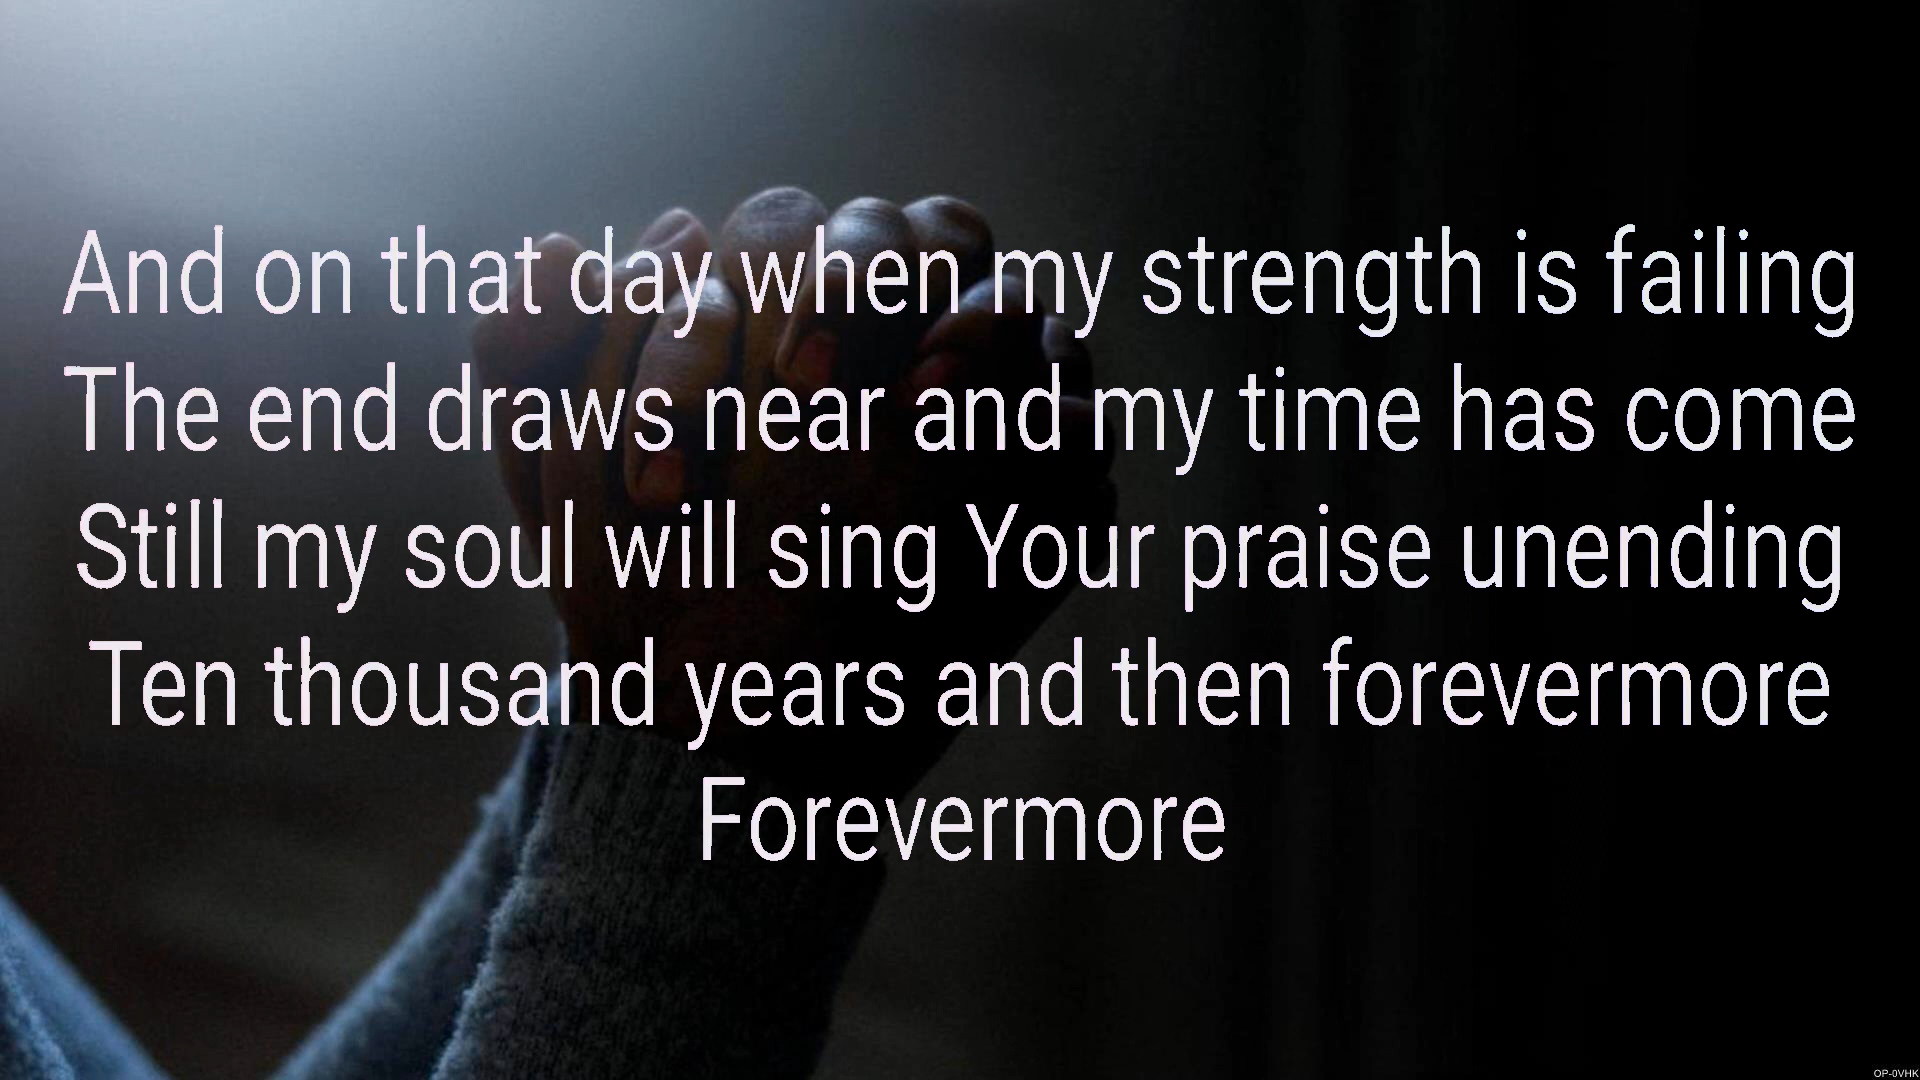 And on that day when my strength is failing
The end draws near and my time has come
Still my soul will sing Your praise unending
Ten thousand years and then forevermore
Forevermore
OP-0VHK